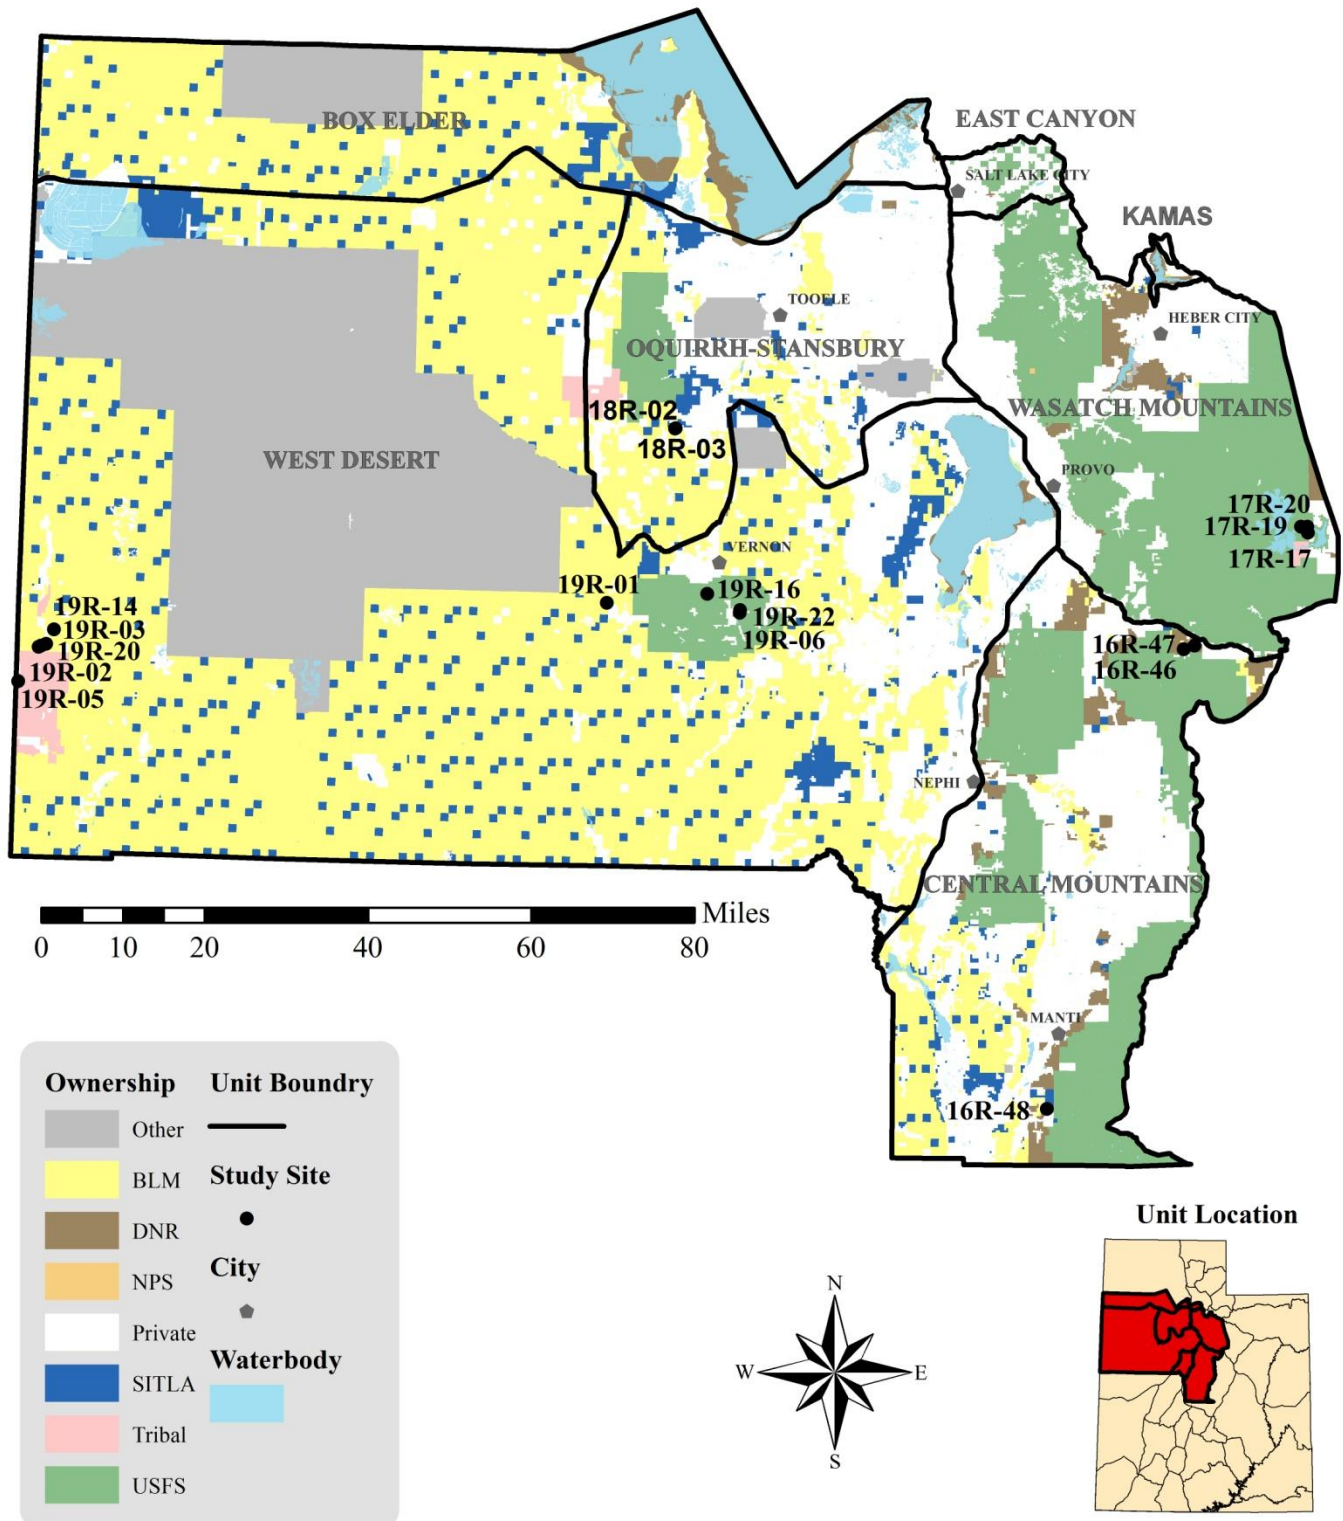 BOX ELDER
EAST CANYON
SALT LAKE CITY
KAMAS
TOOELE
HEBER CITY
OQUIRRH-STANSBURY
18R-02
18R-03
WASATCH MOUNTAINS
WEST DESERT
PROVO
17R-20
17R-19
17R-17
VERNON
19R-01
19R-16
19R-22
19R-06
19R-14
19R-03
19R-20
19R-02
19R-05
16R-47
16R-46
NEPHI
CENTRAL MOUNTAINS
Miles
0 10 20 40 60 80
MANTI
16R-48
Ownership
Other
BLM
DNR
NPS
Private
SITLA
Tribal
USFS
Unit Boundry
Study Site
City
Waterbody
N
W
E
S
Unit Location